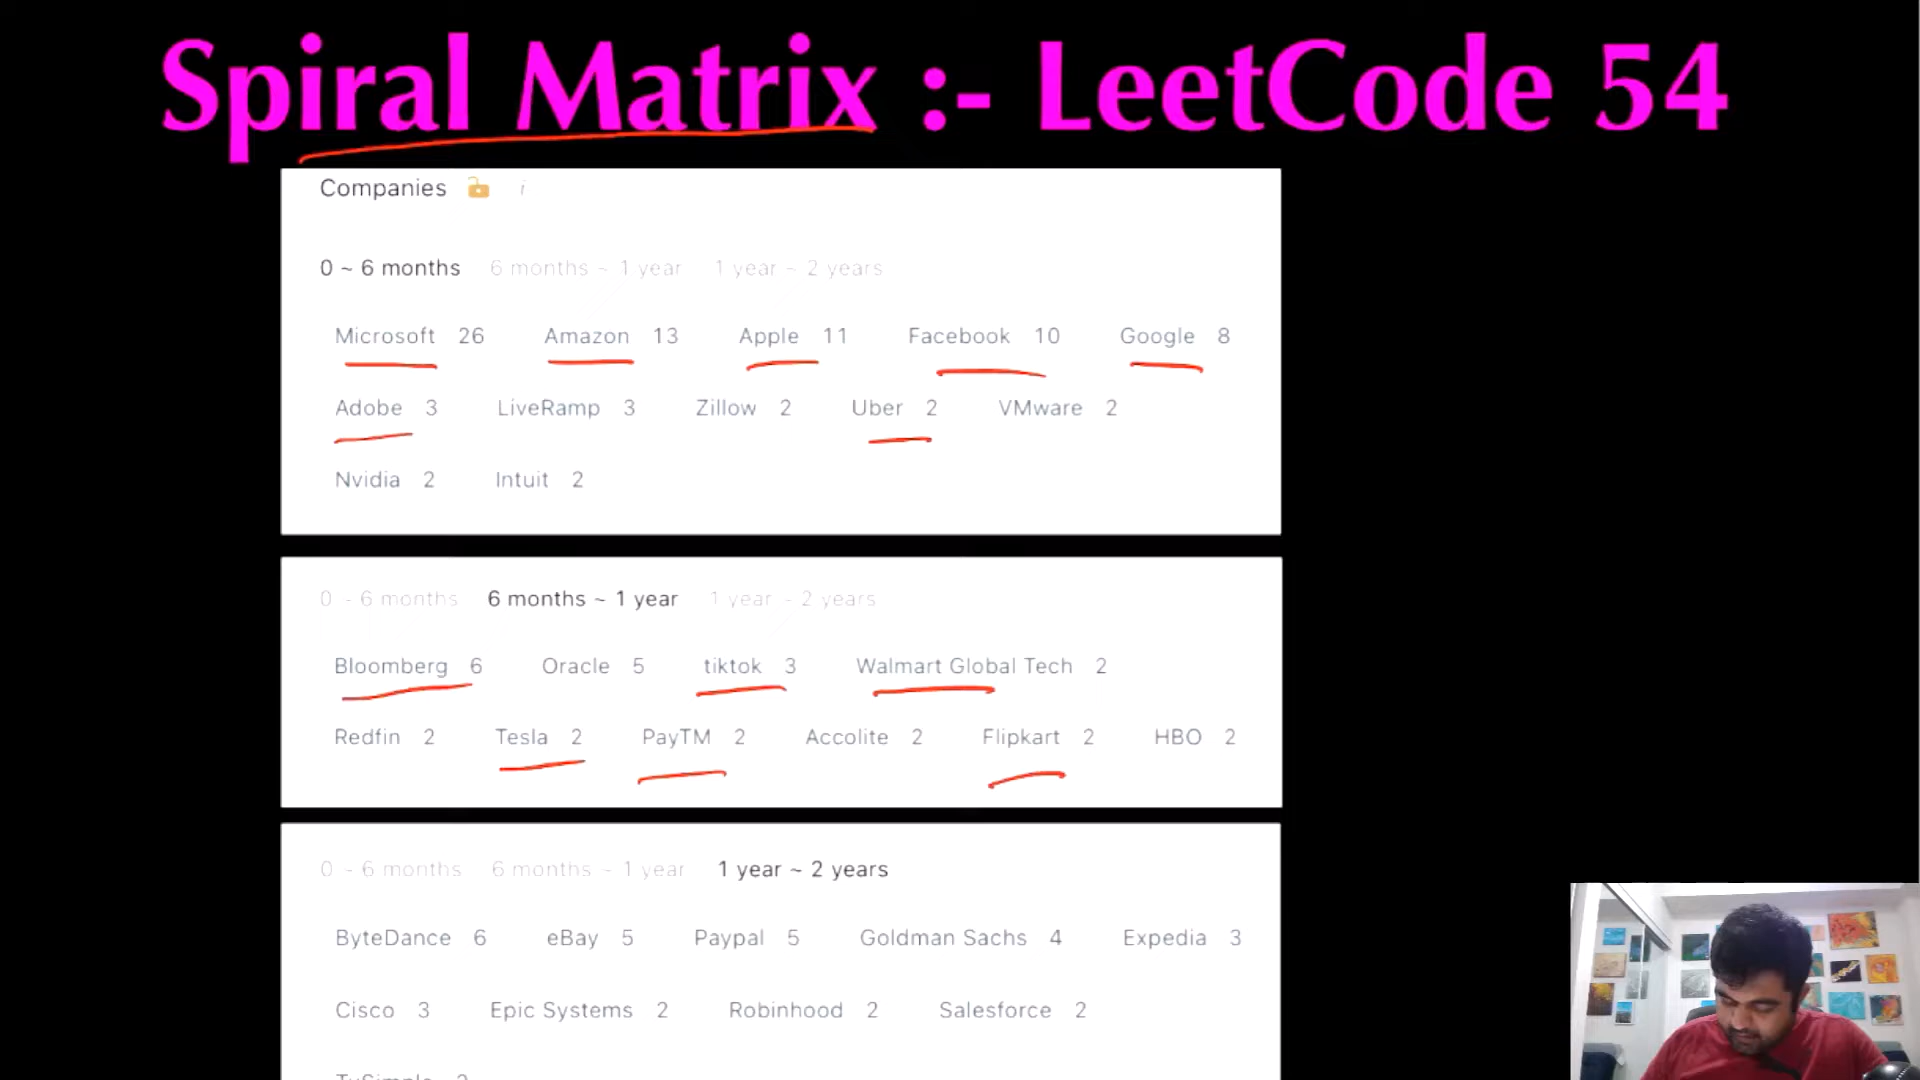 Spiral Matrix :- LeetCode 54
Companies i
0 ~ 6 months 6 months ~ 1 year 1 year ~ 2 years
Microsoft 26 Amazon 13 Apple 11 Facebook 10 Google 8
Adobe 3 LiveRamp 3 Zillow 2 Uber 2 VMware 2
Nvidia 2 Intuit 2
0 ~ 6 months 6 months ~ 1 year 1 year ~ 2 years
Bloomberg 6 Oracle 5 tiktok 3 Walmart Global Tech 2
Redfin 2 Tesla 2 PayTM 2 Accolite 2 Flipkart 2 HBO 2
0 ~ 6 months 6 months ~ 1 year 1 year ~ 2 years
ByteDance 6 eBay 5 Paypal 5 Goldman Sachs 4 Expedia 3
Cisco 3 Epic Systems 2 Robinhood 2 Salesforce 2